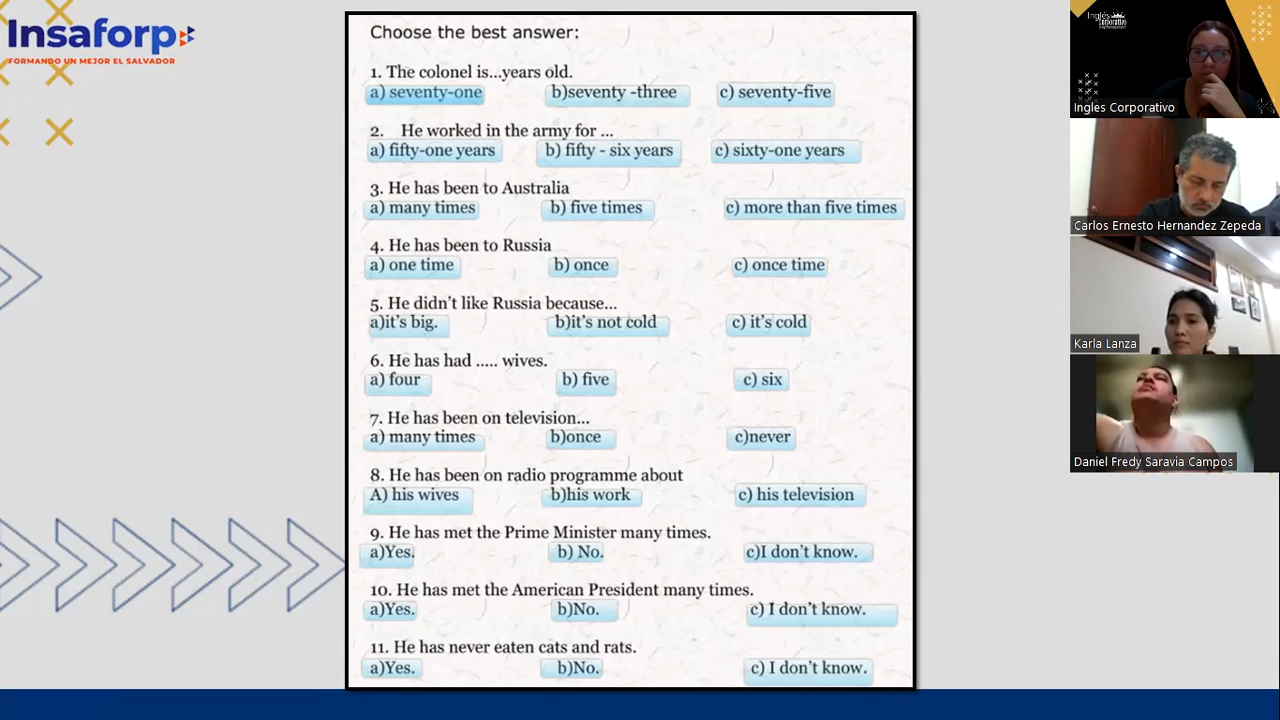 Insaforp
FORMANDO UN MEJOR EL SALVADOR
Choose the best answer:
1. The colonel is...years old.
a) seventy-one b)seventy -three c) seventy-five
2. He worked in the army for ...
a) fifty-one years b) fifty - six years c) sixty-one years
3. He has been to Australia
a) many times b) five times c) more than five times
4. He has been to Russia
a) one time b) once c) once time
5. He didn't like Russia because...
a)it's big. b)it's not cold c) it's cold
6. He has had ..... wives.
a) four b) five c) six
7. He has been on television...
a) many times b)once c)never
8. He has been on radio programme about
A) his wives b)his work c) his television
9. He has met the Prime Minister many times.
a)Yes. b) No. c)I don't know.
10. He has met the American President many times.
a)Yes. b)No. c) I don't know.
11. He has never eaten cats and rats.
a)Yes. b)No. c) I don't know.
Inglés
Corporativo
Ingles Corporativo
Carlos Ernesto Hernandez Zepeda
Karla Lanza
Daniel Fredy Saravia Campos